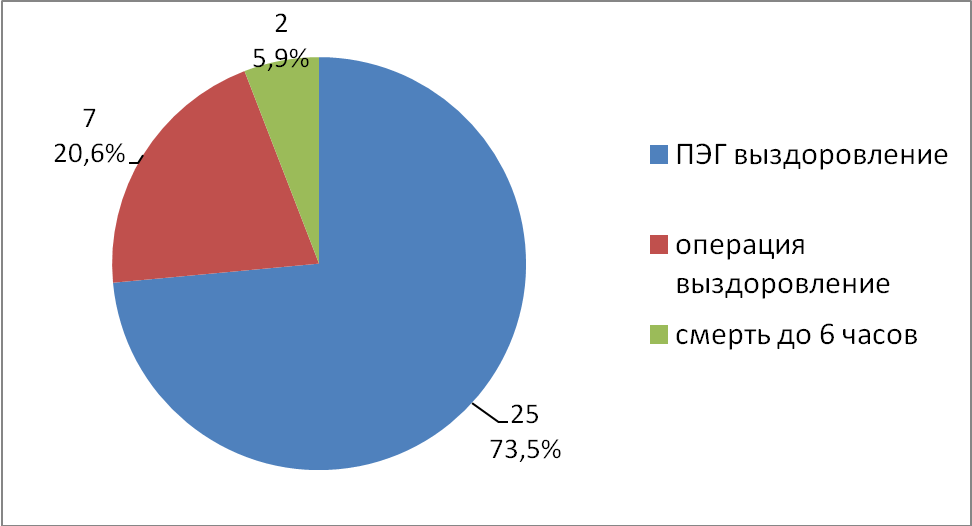 2
5,9%
7
20,6%
25
73,5%
ПЭГ выздоровление
операция
выздоровление
смерть до 6 часов